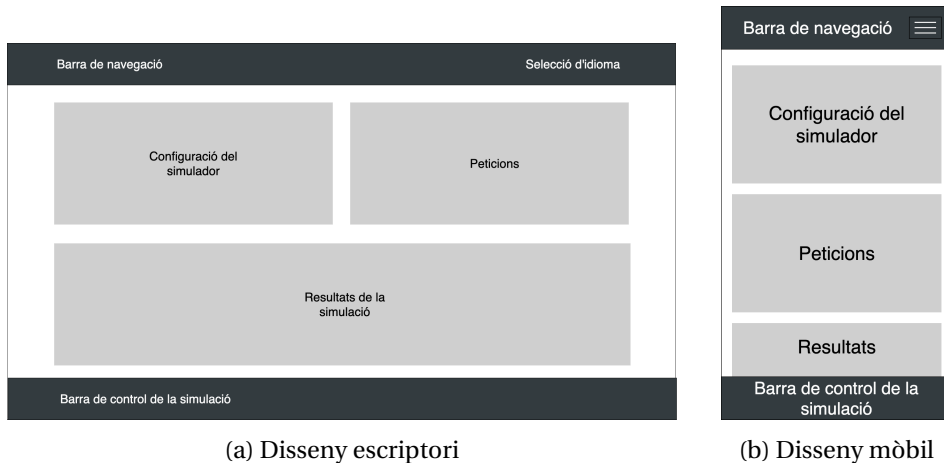 Barra de navegació
Selecció d'idioma
Configuració del
simulador
Peticions
Resultats de la
simulació
Barra de control de la simulació
(a) Disseny escriptori
Barra de navegació
Configuració del
simulador
Peticions
Resultats
Barra de control de la
simulació
(b) Disseny mòbil